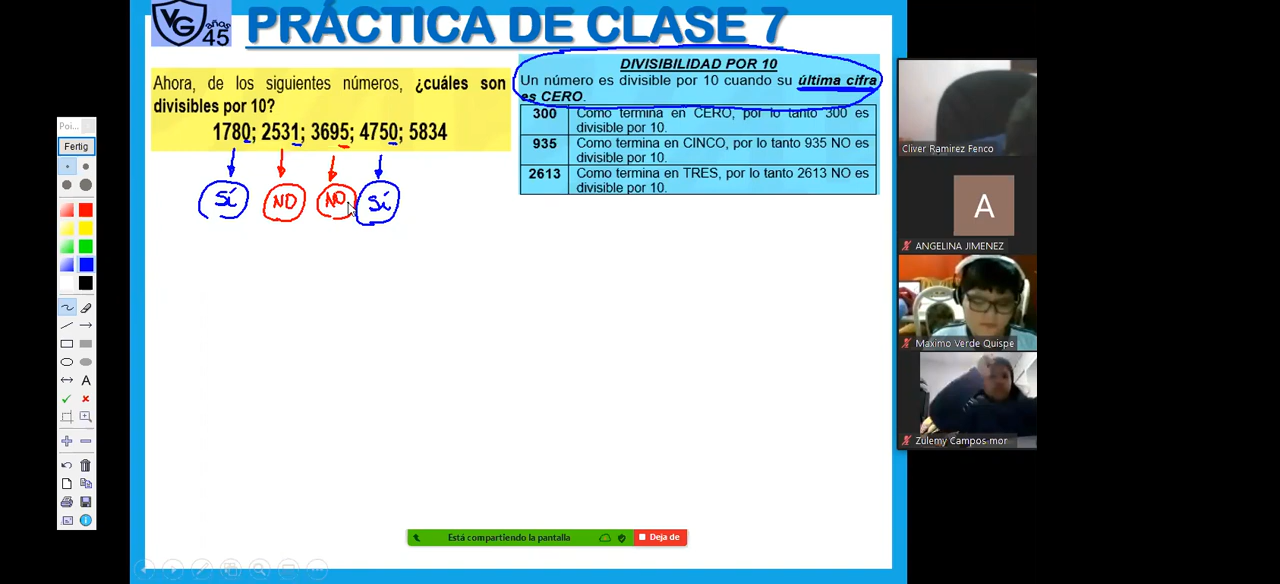 VG
años
45
PRÁCTICA DE CLASE 7
Ahora, de los siguientes números, ¿cuáles son
divisibles por 10?
1780; 2531; 3695; 4750; 5834
SÍ
NO
NO
SÍ
DIVISIBILIDAD POR 10
Un número es divisible por 10 cuando su última cifra
es CERO.
300 Como termina en CERO, por lo tanto 300 es
divisible por 10.
935 Como termina en CINCO, por lo tanto 935 NO es
divisible por 10.
2613 Como termina en TRES, por lo tanto 2613 NO es
divisible por 10.
Poi...
Fertig
A
Cliver Ramirez Fenco
A
ANGELINA JIMENEZ
Maximo Verde Quispe
Zulemy Campos mor
Está compartiendo la pantalla
Deja de